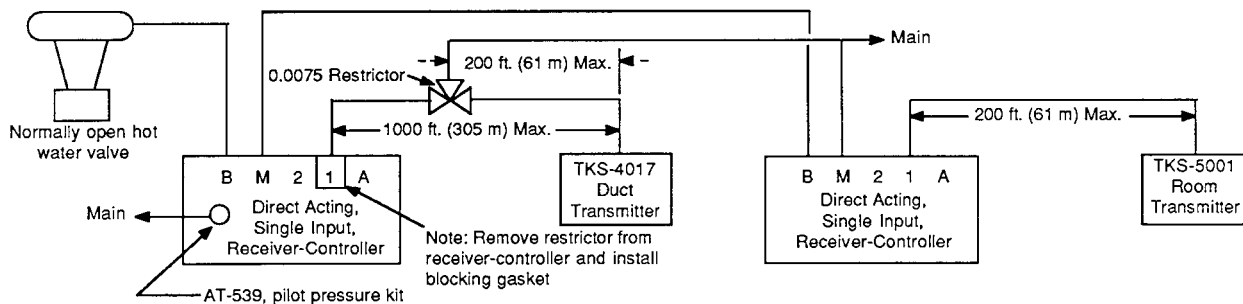 Main
200 ft. (61 m) Max.
0.0075 Restrictor
200 ft. (61 m) Max.
Normally open hot
water valve
1000 ft. (305 m) Max.
B M 2 1 A
Direct Acting,
Single Input,
Receiver-Controller
Main
AT-539, pilot pressure kit
Note: Remove restrictor from
receiver-controller and install
blocking gasket
TKS-4017
Duct
Transmitter
B M 2 1 A
Direct Acting,
Single Input,
Receiver-Controller
TKS-5001
Room
Transmitter